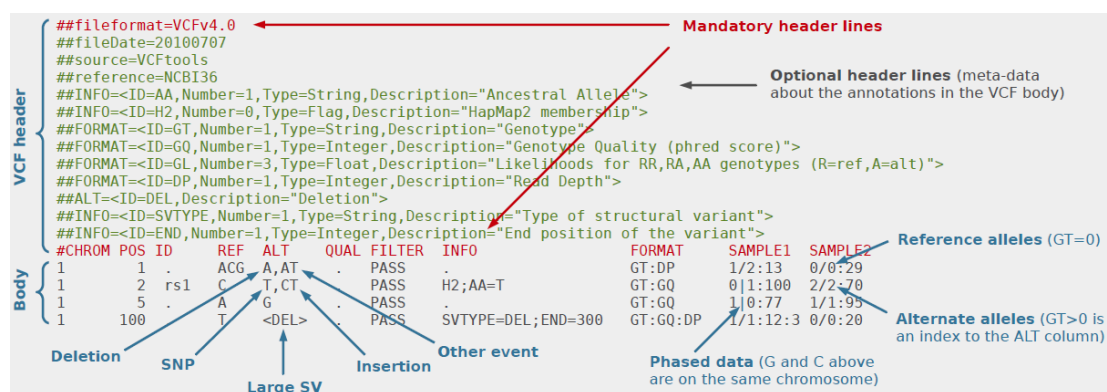 ##fileformat=VCFv4.0
Mandatory header lines
##fileDate=20100707
##source=VCFtools
##reference=NCBI36
Optional header lines (meta-data
about the annotations in the VCF body)
##INFO=<ID=AA,Number=1,Type=String,Description="Ancestral Allele">
##INFO=<ID=H2,Number=0,Type=Flag,Description="HapMap2 membership">
##FORMAT=<ID=GT,Number=1,Type=String,Description="Genotype">
##FORMAT=<ID=GQ,Number=1,Type=Integer,Description="Genotype Quality (phred score)">
##FORMAT=<ID=GL,Number=3,Type=Float,Description="Likelihoods for RR,RA,AA genotypes (R=ref,A=alt)">
##FORMAT=<ID=DP,Number=1,Type=Integer,Description="Read Depth">
##ALT=<ID=DEL,Description="Deletion">
##INFO=<ID=SVTYPE,Number=1,Type=String,Description="Type of structural variant">
##INFO=<ID=END,Number=1,Type=Integer,Description="End position of the variant">
VCF header
#CHROM POS ID REF ALT QUAL FILTER INFO FORMAT SAMPLE1 SAMPLE2
1 1 . ACG A,AT . PASS . GT:DP 1/2:13 0/0:29
1 2 rs1 C T,CT . PASS H2;AA=T GT:GQ 0|1:100 2/2:70
1 5 . A G . PASS . GT:GQ 1|0:77 1/1:95
1 100 T <DEL> . PASS SVTYPE=DEL;END=300 GT:GQ:DP 1/1:12:3 0/0:20
Body
Reference alleles (GT=0)
Alternate alleles (GT>0 is
an index to the ALT column)
Deletion
SNP
Large SV
Insertion
Other event
Phased data (G and C above
are on the same chromosome)